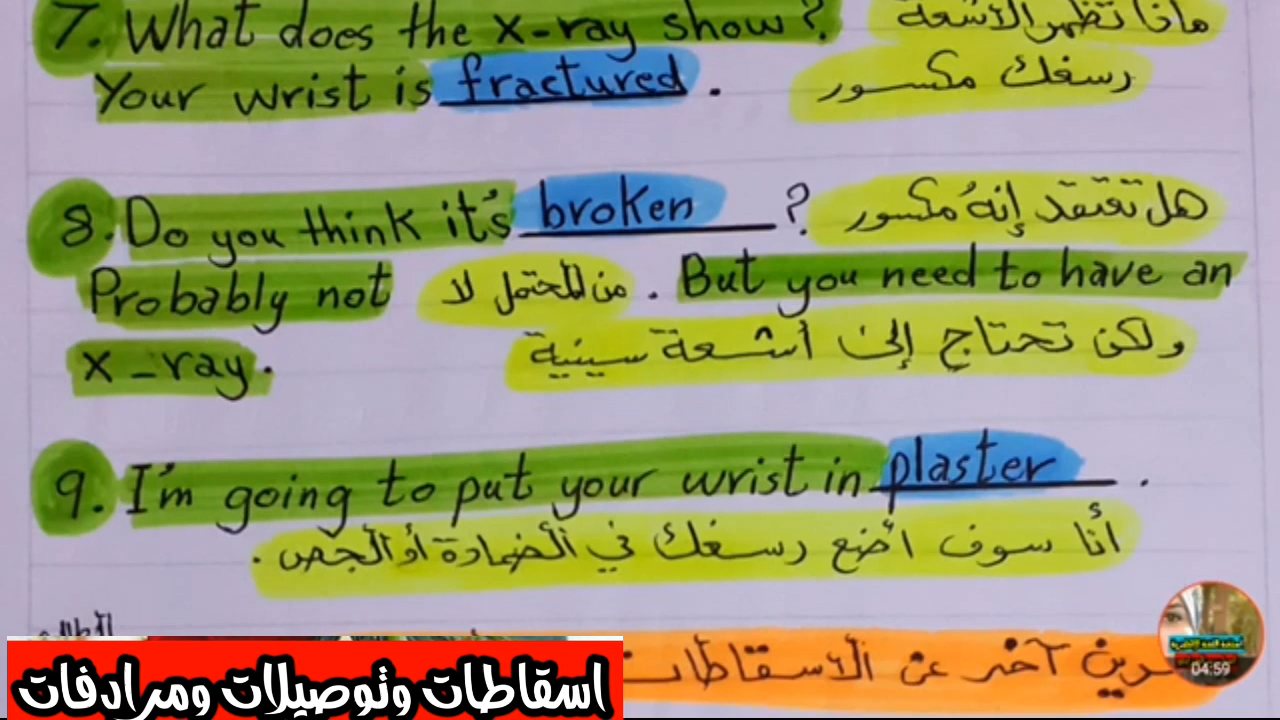 7. What does the x-ray show? ماذا تظهر الأشعة
Your wrist is fractured. رسغك مكسور
8. Do you think it's broken? هل تعتقد إنهُ مكسور
Probably not من المحتمل لا. But you need to have an
x-ray. ولكن تحتاج إلى أشعة سينية
9. I'm going to put your wrist in plaster.
أنا سوف أضع رسغك في الضمادة أو الجص.
آخر عن الأسقاطات
اسقاطات وتوصيلات ومرادفات
04:59